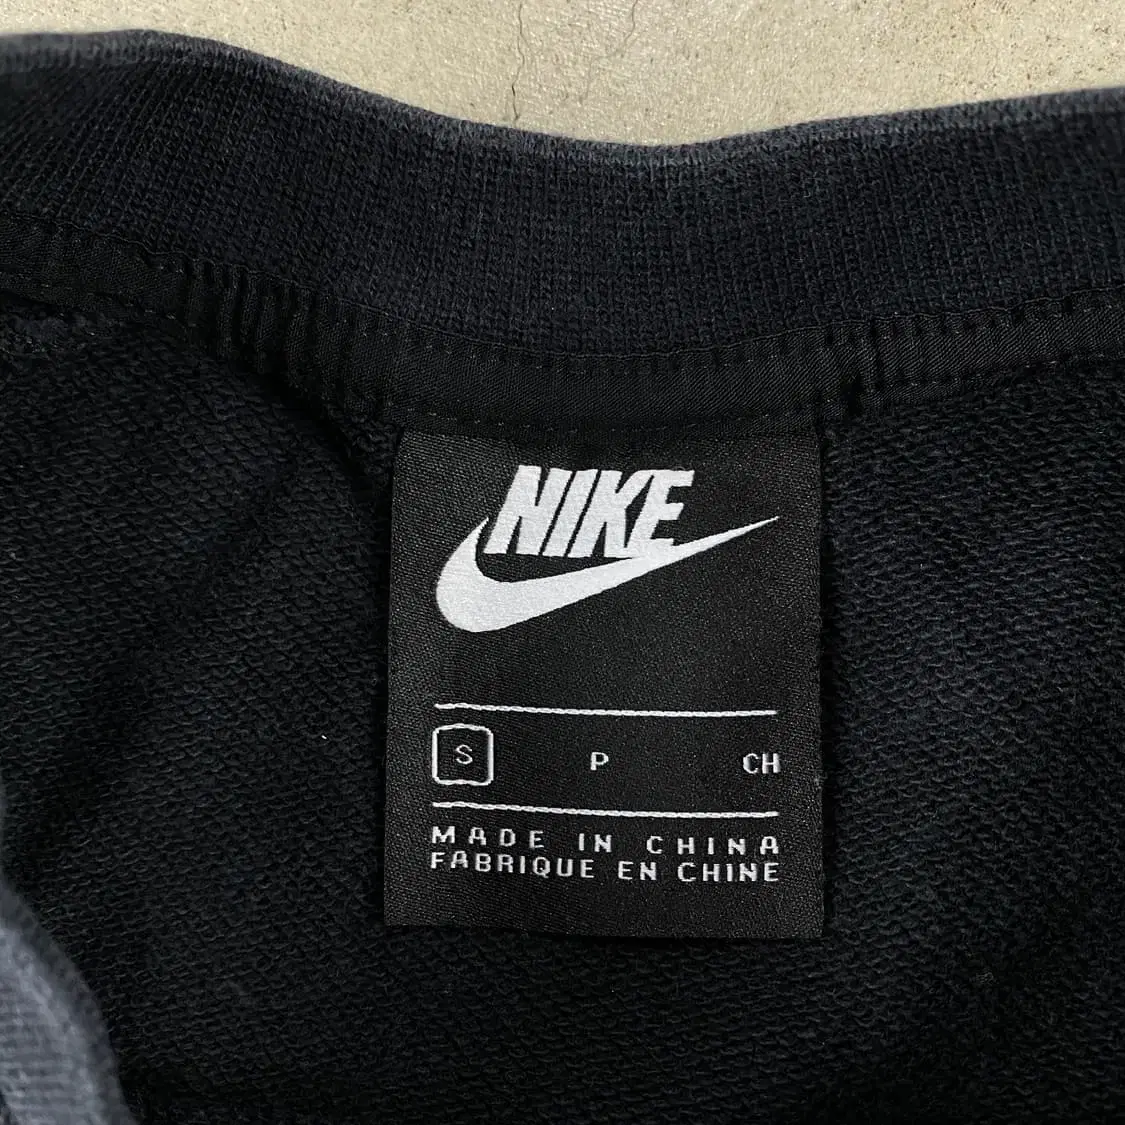 NIKE
S P CH
MADE IN CHINA
FABRIQUE EN CHINE